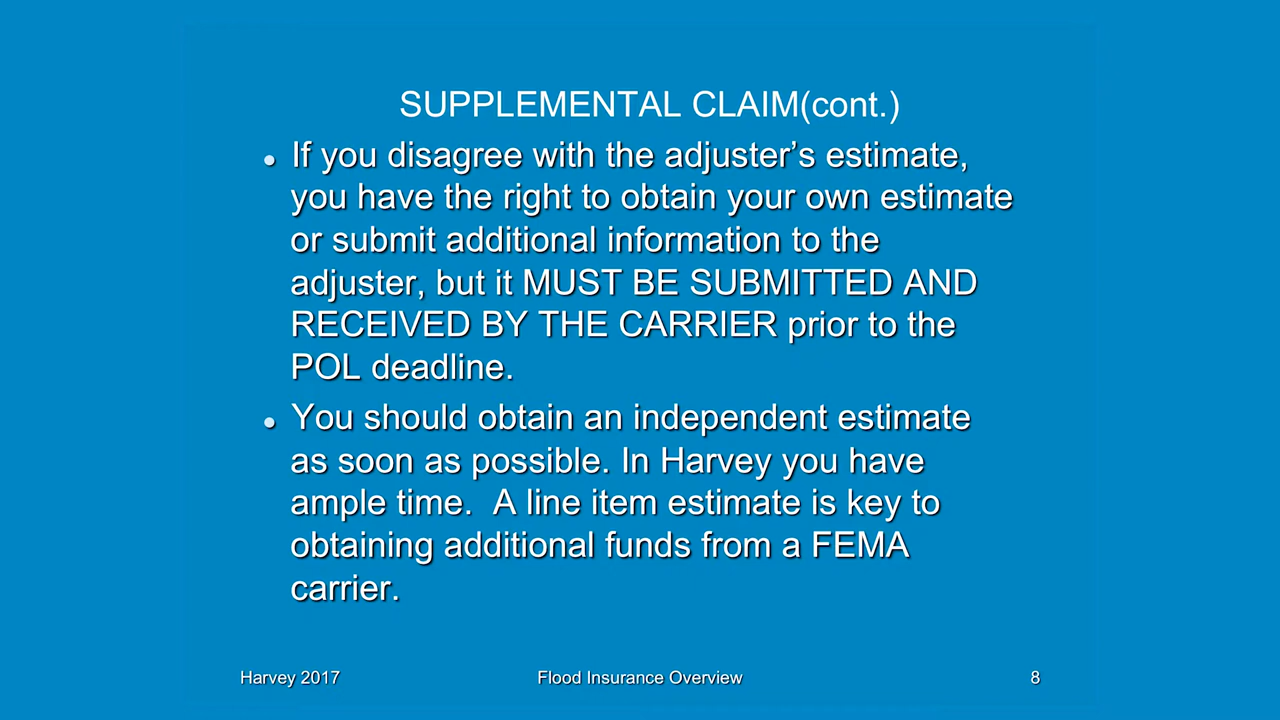 SUPPLEMENTAL CLAIM(cont.)
● If you disagree with the adjuster’s estimate,
you have the right to obtain your own estimate
or submit additional information to the
adjuster, but it MUST BE SUBMITTED AND
RECEIVED BY THE CARRIER prior to the
POL deadline.
● You should obtain an independent estimate
as soon as possible. In Harvey you have
ample time.  A line item estimate is key to
obtaining additional funds from a FEMA
carrier.
Harvey 2017
Flood Insurance Overview
8